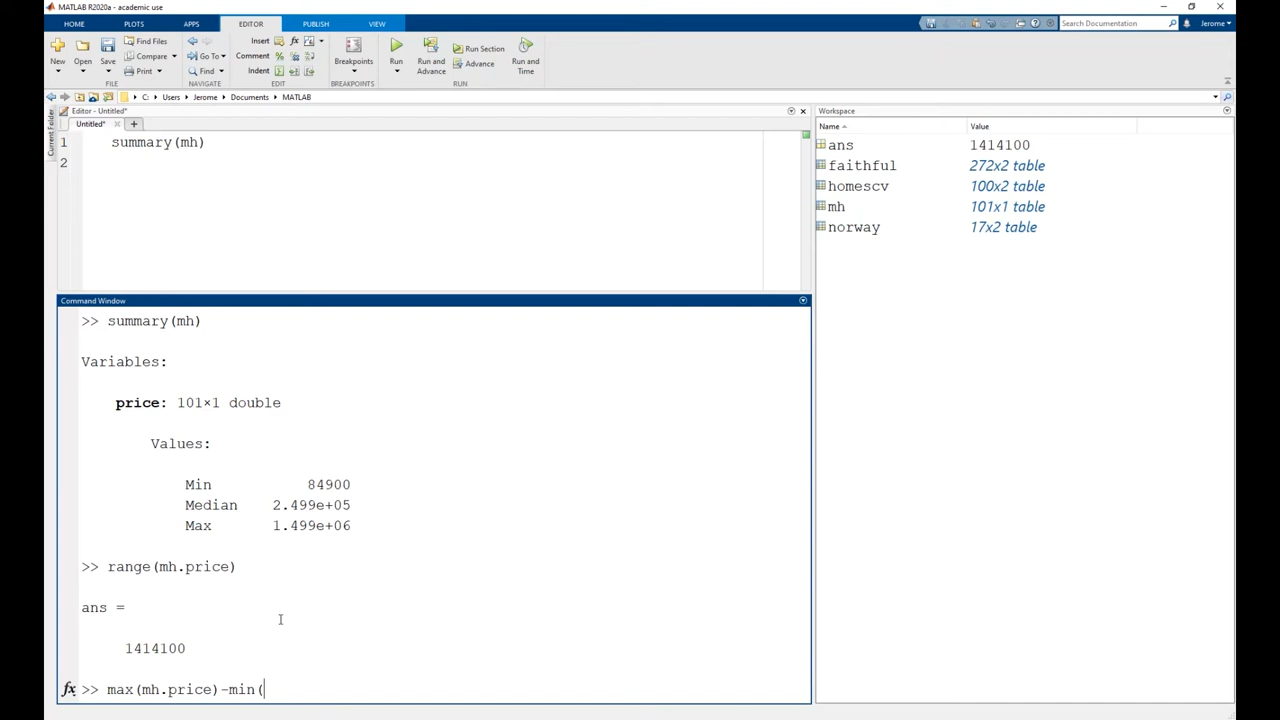 MATLAB R2020a - academic use
HOME PLOTS APPS EDITOR PUBLISH VIEW Search Documentation Jerome
New Open Save Find Files Compare Print Go To Find Insert Comment Indent fx Breakpoints Run Run and Advance Run Section Advance Run and Time
FILE NAVIGATE EDIT BREAKPOINTS RUN
C: Users Jerome Documents MATLAB
Current Folder
Editor - Untitled*
Untitled*
1 summary(mh)
2
Workspace
Name Value
ans 1414100
faithful 272x2 table
homescv 100x2 table
mh 101x1 table
norway 17x2 table
Command Window
>> summary(mh)
Variables:
price: 101×1 double
Values:
Min 84900
Median 2.499e+05
Max 1.499e+06
>> range(mh.price)
ans =
1414100
fx >> max(mh.price)-min(